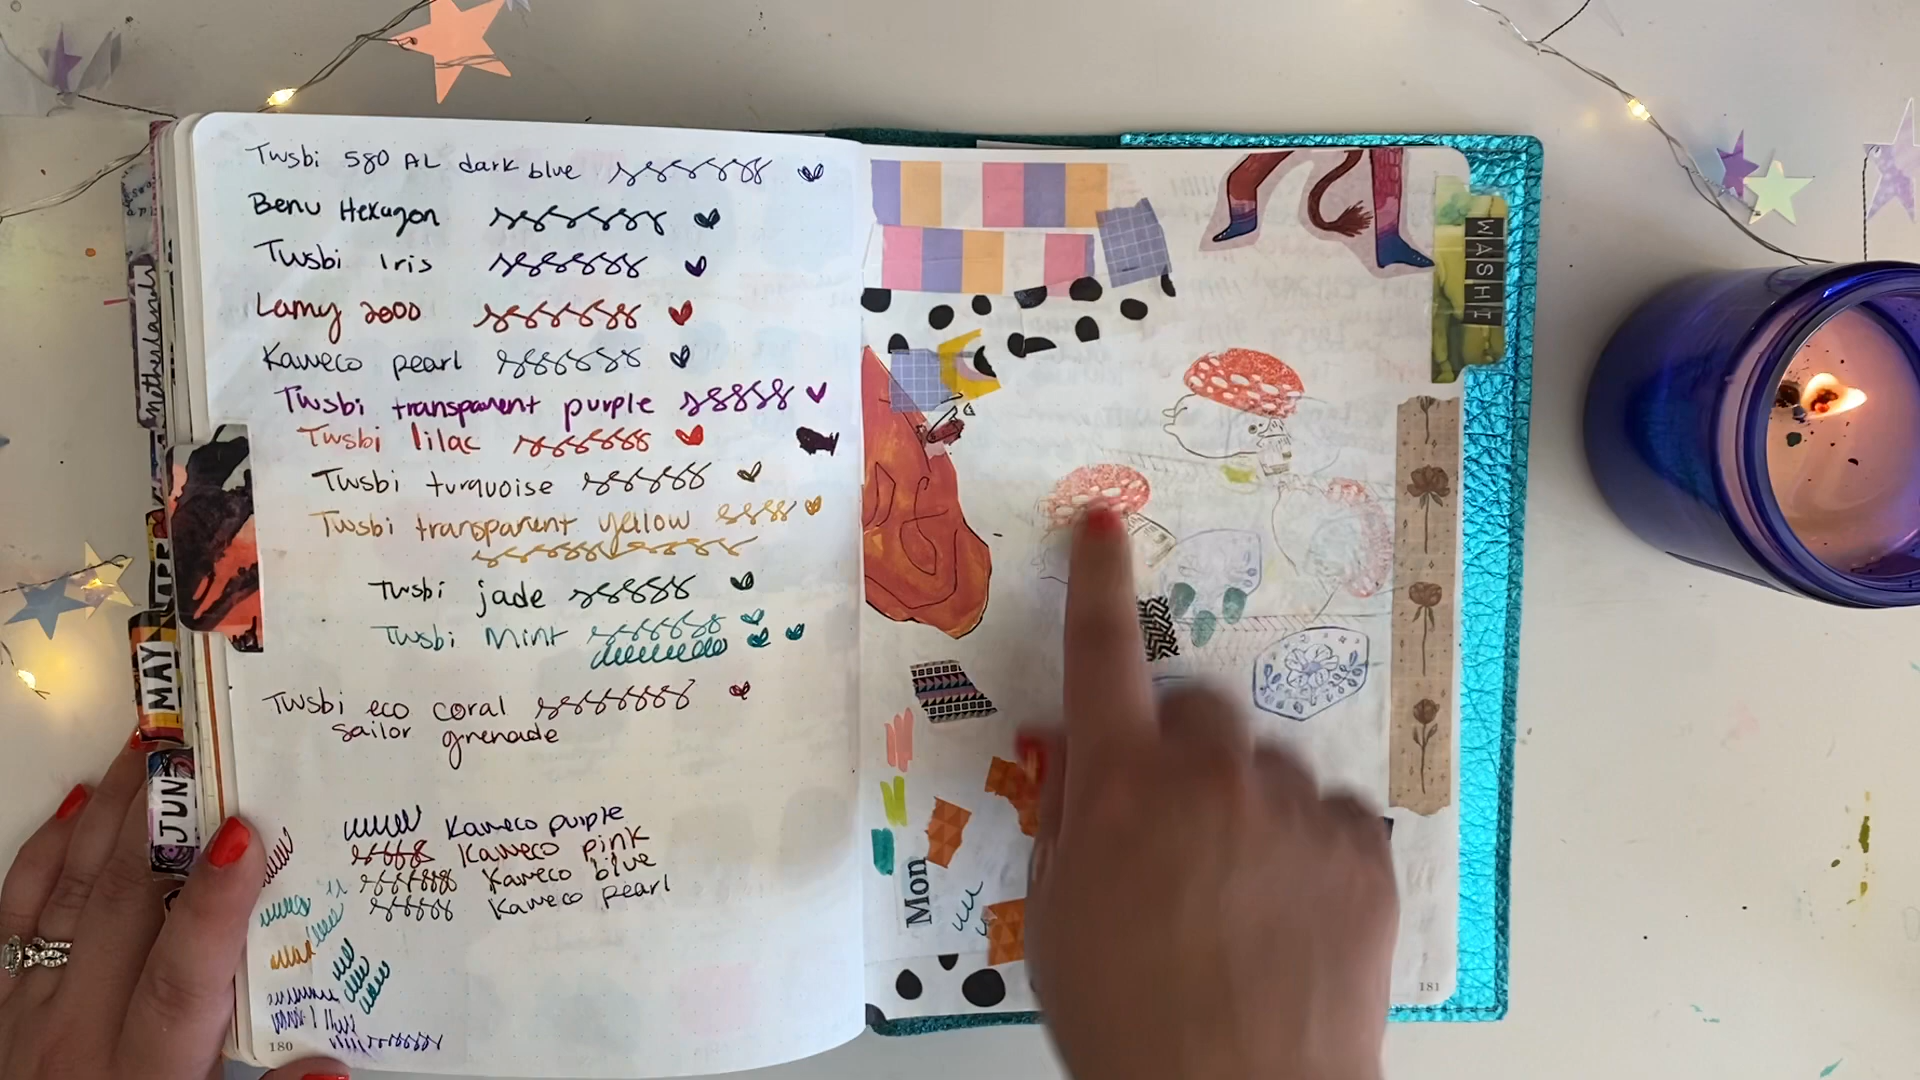 Twsbi 580 AL dark blue
Benu Hexagon
Twsbi Iris
Lamy 2000
Kaweco pearl
Twsbi transparent purple
Twsbi lilac
Twsbi turquoise
Twsbi transparent yellow
Twsbi jade
Twsbi Mint
Twsbi eco coral
sailor grenade
Kaweco purple
Kaweco pink
Kaweco blue
Kaweco pearl
180
netherlands
APR
MAY
JUN
WASHI
Mon
181